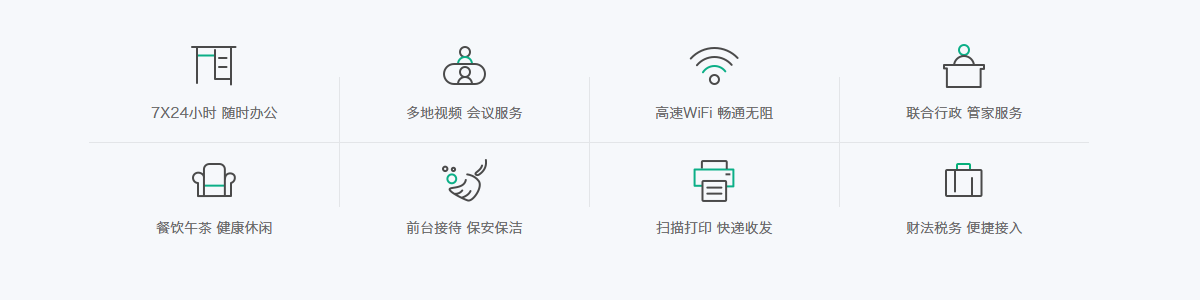 7X24小时 随时办公
多地视频 会议服务
高速WiFi 畅通无阻
联合行政 管家服务
餐饮午茶 健康休闲
前台接待 保安保洁
扫描打印 快递收发
财法税务 便捷接入